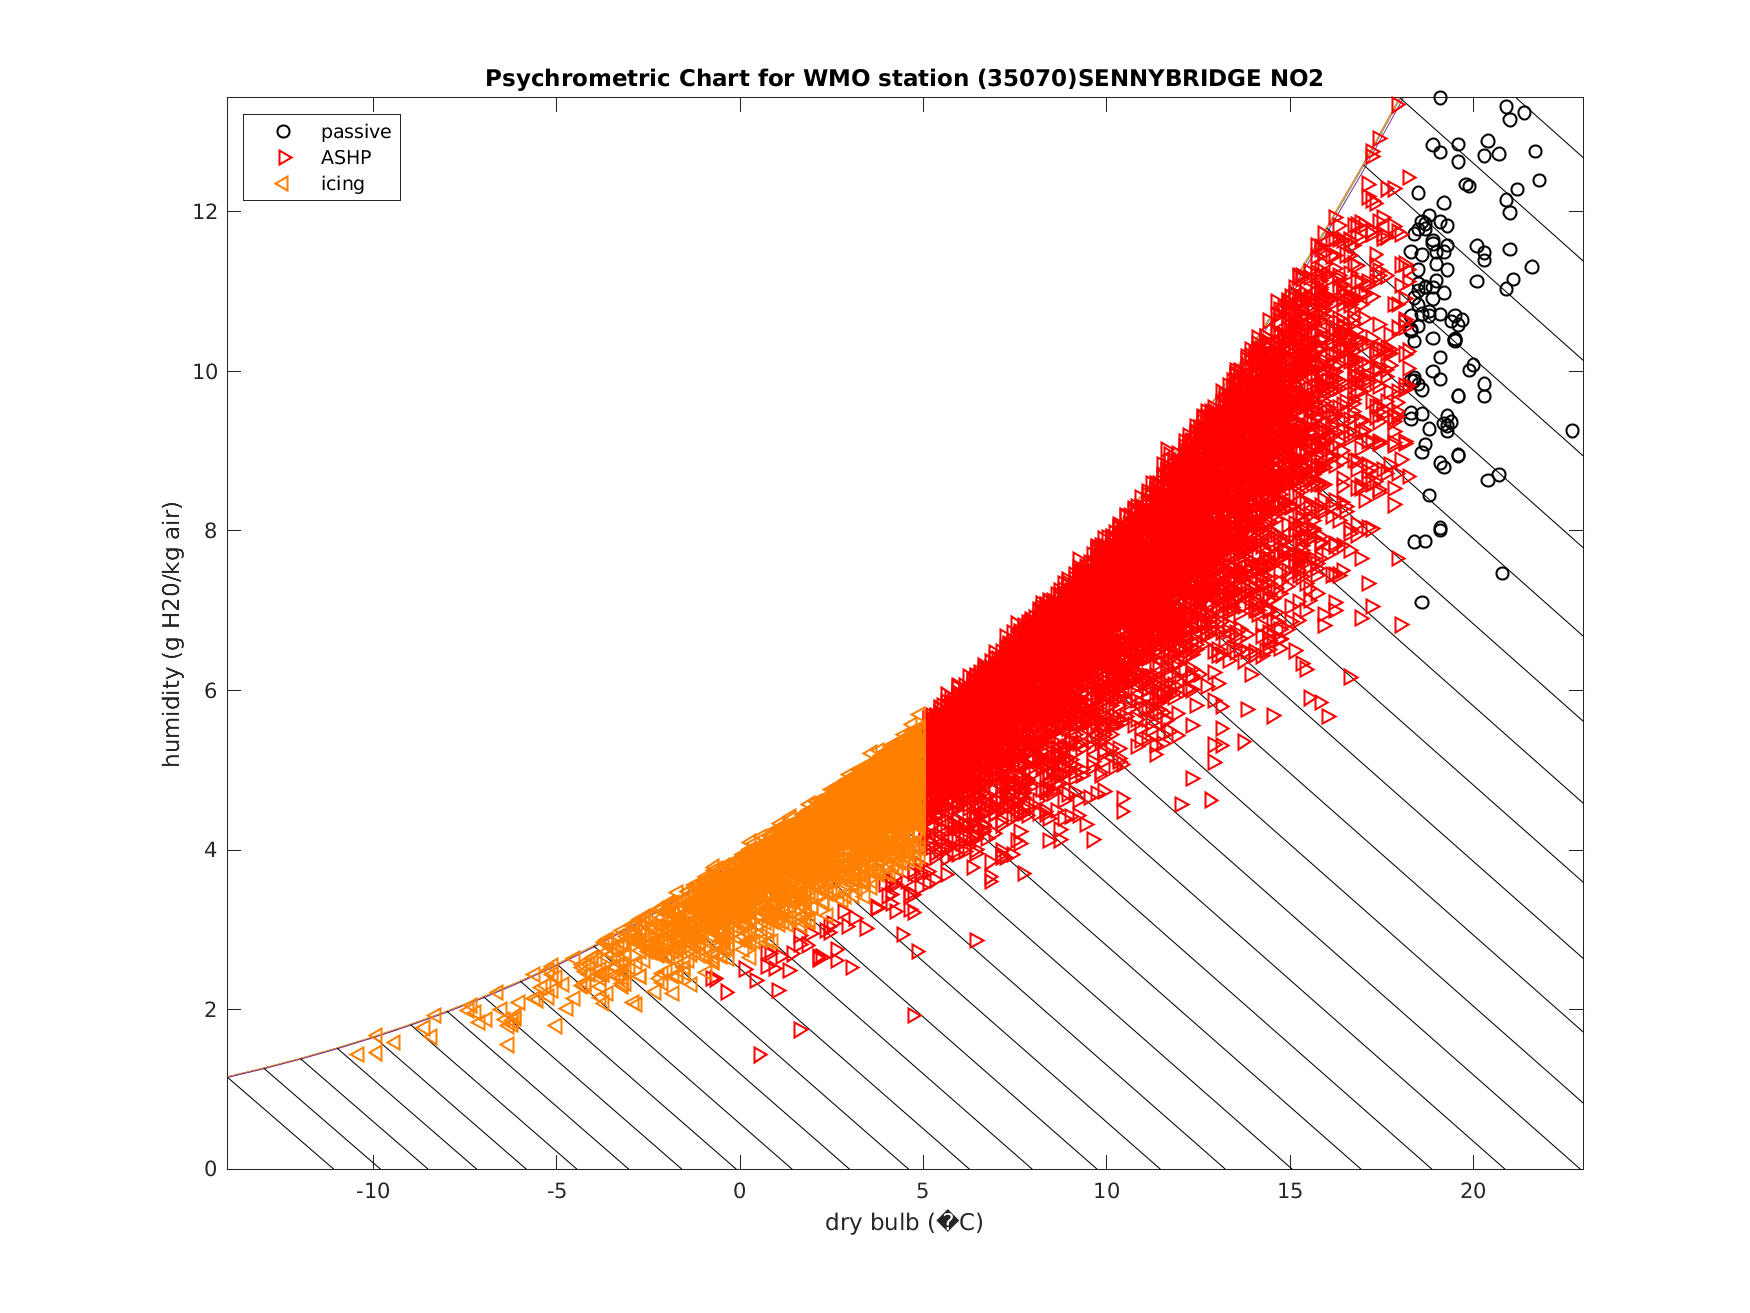 Psychrometric Chart for WMO station (35070)SENNYBRIDGE NO2
passive
ASHP
icing
humidity (g H20/kg air)
12
10
8
6
4
2
0
-10 -5 0 5 10 15 20
dry bulb (�C)